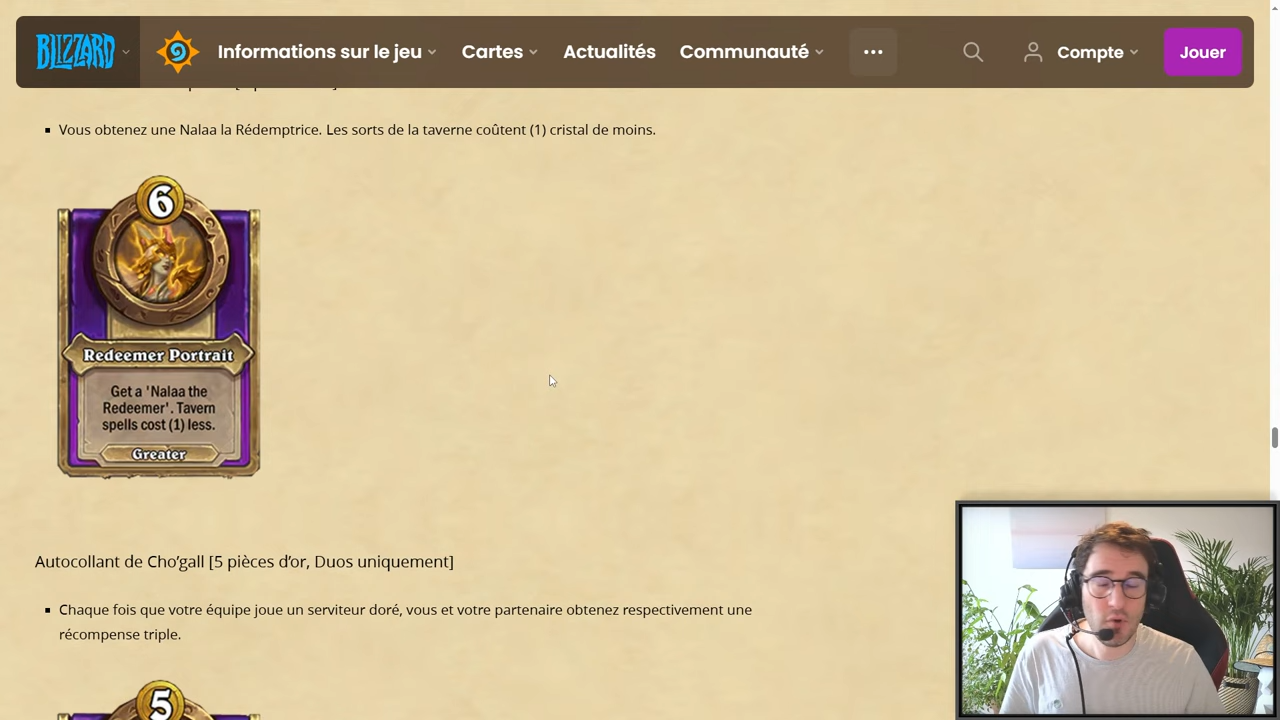 BLIZZARD
Informations sur le jeu
Cartes
Actualités
Communauté
Compte
Jouer
Vous obtenez une Nalaa la Rédemptrice. Les sorts de la taverne coûtent (1) cristal de moins.
6
Redeemer Portrait
Get a 'Nalaa the
Redeemer'. Tavern
spells cost (1) less.
Greater
Autocollant de Cho’gall [5 pièces d’or, Duos uniquement]
Chaque fois que votre équipe joue un serviteur doré, vous et votre partenaire obtenez respectivement une
récompense triple.
5